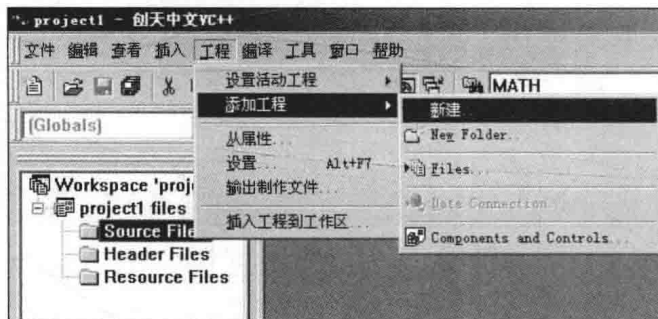 project1 - 创天中文VC++
文件 编辑 查看 插入 工程 编译 工具 窗口 帮助
MATH
(Globals)
设置活动工程
添加工程
从属性...
设置... Alt+F7
输出制作文件...
插入工程到工作区...
新建...
New Folder...
Files...
Data Connection...
Components and Controls...
Workspace 'proj
project1 files
Source File
Header Files
Resource Files